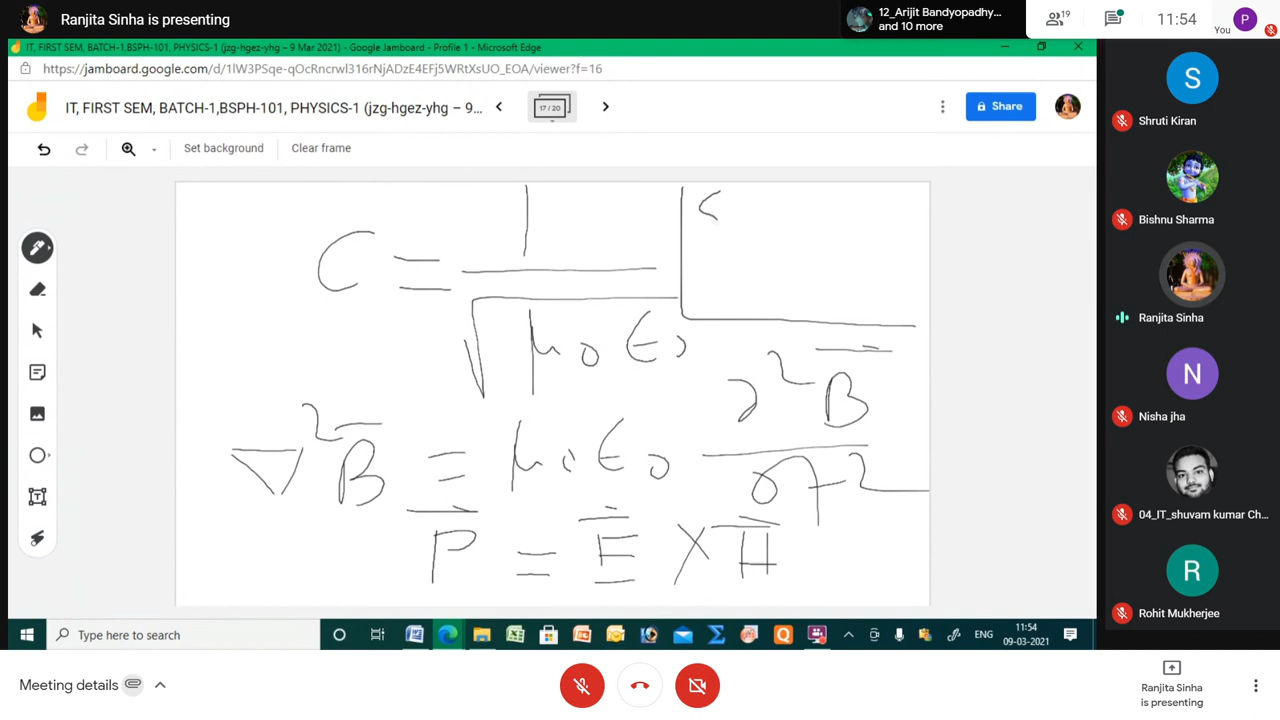 Ranjita Sinha is presenting
12_Arijit Bandyopadhy...
and 10 more
19
11:54
You
P
IT, FIRST SEM, BATCH-1,BSPH-101, PHYSICS-1 (jzg-hgez-yhg – 9 Mar 2021) - Google Jamboard - Profile 1 - Microsoft Edge
https://jamboard.google.com/d/1lW3PSqe-qOcRncrwl316rNjADzE4EFj5WRtXsUO_EOA/viewer?f=16
IT, FIRST SEM, BATCH-1,BSPH-101, PHYSICS-1 (jzg-hgez-yhg – 9...
17 / 20
Share
Set background
Clear frame
C = 1 / √μ₀ϵ₀
∇²B̅ = μ₀ϵ₀ ∂²B̅ / ∂t²
P̅ = E̅ × H̅
S
Shruti Kiran
Bishnu Sharma
Ranjita Sinha
N
Nisha jha
04_IT_shuvam kumar Ch...
R
Rohit Mukherjee
Type here to search
ENG
11:54
09-03-2021
Meeting details
Ranjita Sinha
is presenting